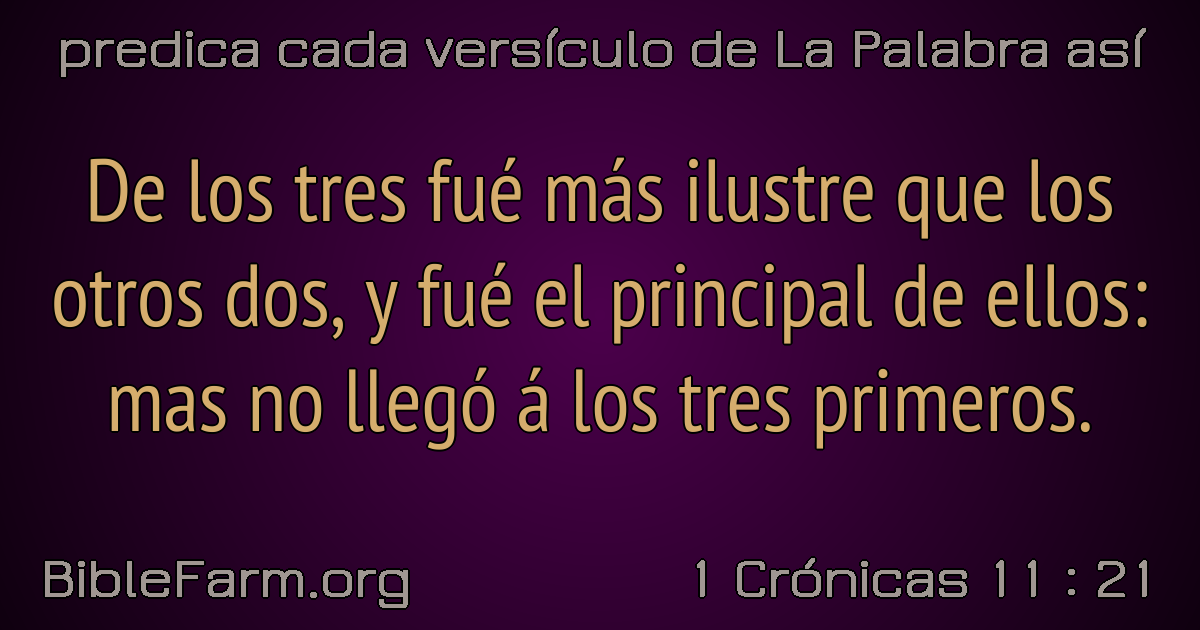 predica cada versículo de La Palabra así
De los tres fué más ilustre que los
otros dos, y fué el principal de ellos:
mas no llegó á los tres primeros.
BibleFarm.org
1 Crónicas 11 : 21